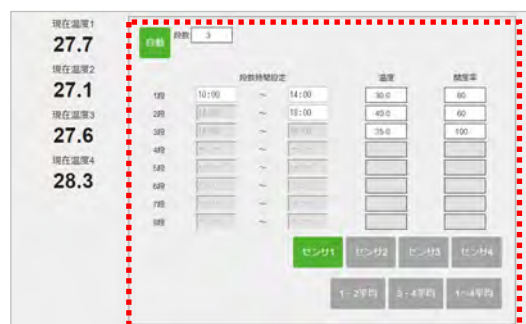 現在温度1
27.7
現在温度2
27.1
現在温度3
27.6
現在温度4
28.3
段数 段数 3
段数時間設定 温度 開度率
1段 10:00 ~ 14:00 30.0 60
2段 ~ 18:00 40.0 60
3段 ~ 35.0 100
4段 ~
5段 ~
6段 ~
7段 ~
8段 ~
センサ1 センサ2 センサ3 センサ4
1~2平均 3~4平均 1~4平均